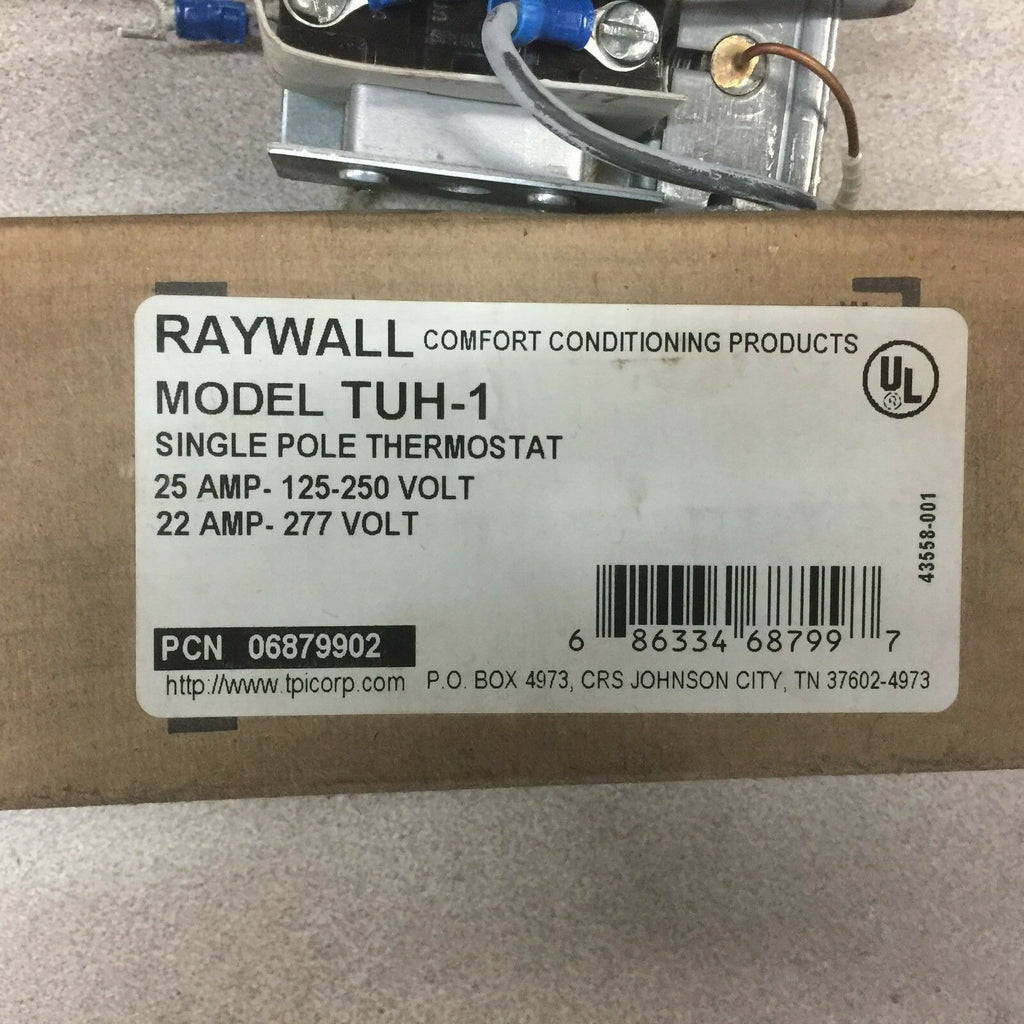 RAYWALL COMFORT CONDITIONING PRODUCTS
UL
®
MODEL TUH-1
SINGLE POLE THERMOSTAT
25 AMP- 125-250 VOLT
22 AMP- 277 VOLT
43558-001
6 86334 68799 7
PCN 06879902
http://www.tpicorp.com P.O. BOX 4973, CRS JOHNSON CITY, TN 37602-4973